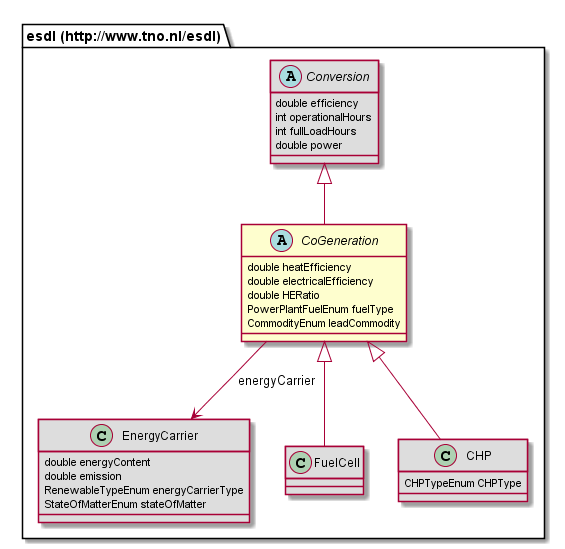 esdl (http://www.tno.nl/esdl)
A Conversion
double efficiency
int operationalHours
int fullLoadHours
double power
A CoGeneration
double heatEfficiency
double electricalEfficiency
double HERatio
PowerPlantFuelEnum fuelType
CommodityEnum leadCommodity
energyCarrier
C EnergyCarrier
double energyContent
double emission
RenewableTypeEnum energyCarrierType
StateOfMatterEnum stateOfMatter
C FuelCell
C CHP
CHPTypeEnum CHPType